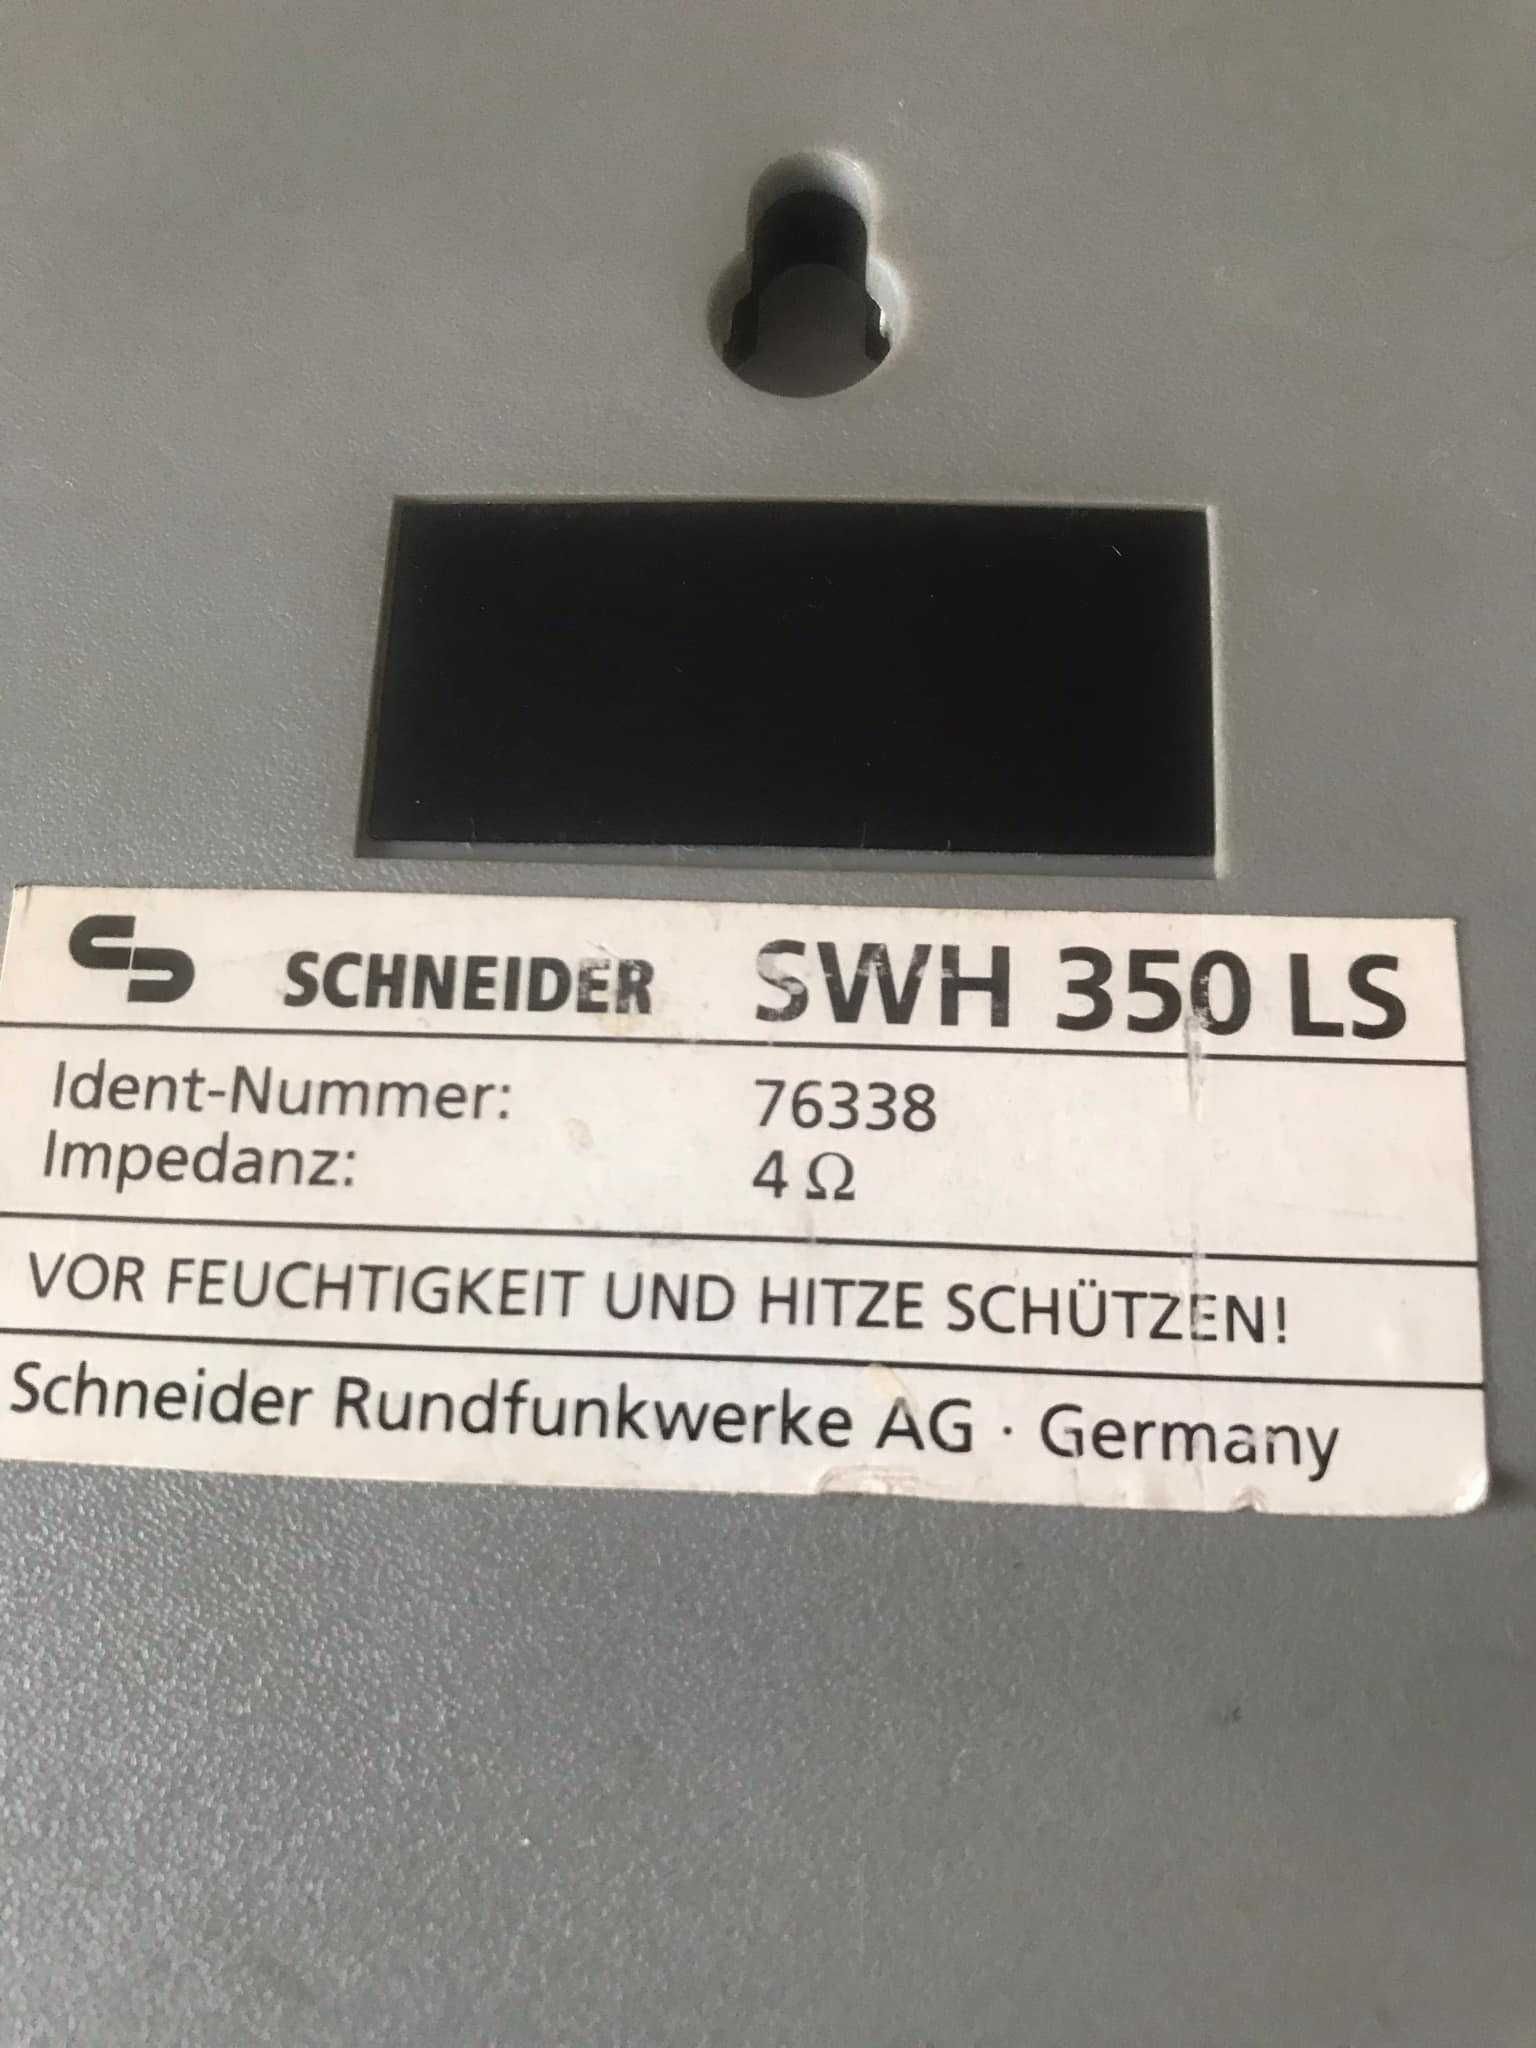 SCHNEIDER SWH 350 LS
Ident-Nummer: 76338
Impedanz: 4 Ω
VOR FEUCHTIGKEIT UND HITZE SCHÜTZEN!
Schneider Rundfunkwerke AG · Germany